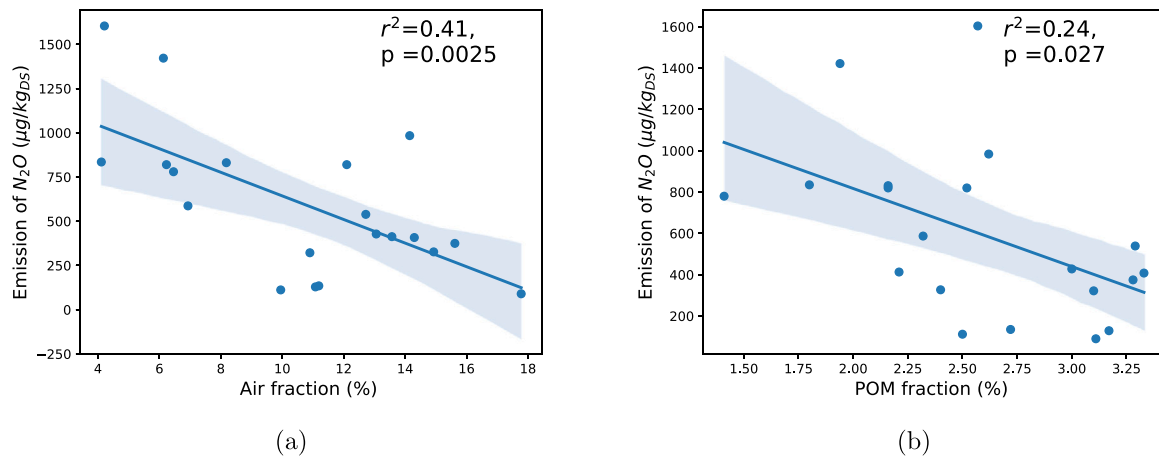 r²=0.41,
p =0.0025
Emission of N₂O (μg/kg_DS)
1500
1250
1000
750
500
250
0
−250
4 6 8 10 12 14 16 18
Air fraction (%)
(a)
r²=0.24,
p =0.027
Emission of N₂O (μg/kg_DS)
1600
1400
1200
1000
800
600
400
200
1.50 1.75 2.00 2.25 2.50 2.75 3.00 3.25
POM fraction (%)
(b)